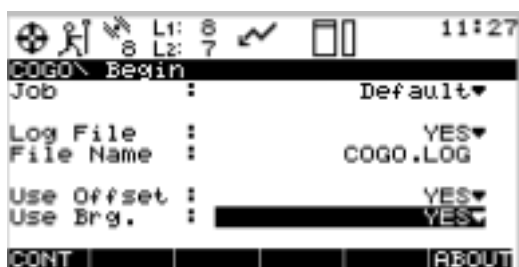 8 L1: 8 11:27
L2: 7
COGO\ Begin
Job : Default
Log File : YES
File Name : COGO.LOG
Use Offset : YES
Use Brg. : YES
CONT ABOUT